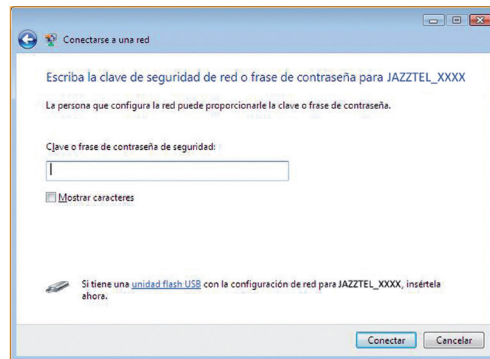 Conectarse a una red
Escriba la clave de seguridad de red o frase de contraseña para JAZZTEL_XXXX
La persona que configura la red puede proporcionarle la clave o frase de contraseña.
Clave o frase de contraseña de seguridad:
Mostrar caracteres
Si tiene una unidad flash USB con la configuración de red para JAZZTEL_XXXX, insértela
ahora.
Conectar
Cancelar